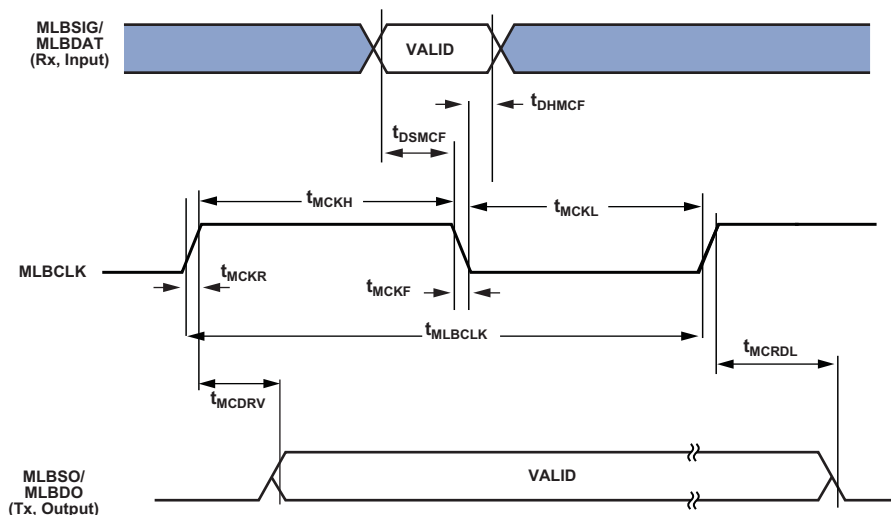 MLBSIG/
MLBDAT
(Rx, Input)
VALID
tDHMCF
tDSMCF
tMCKH
tMCKL
MLBCLK
tMCKR
tMCKF
tMLBCLK
tMCRDL
tMCDRV
MLBSO/
MLBDO
(Tx, Output)
VALID